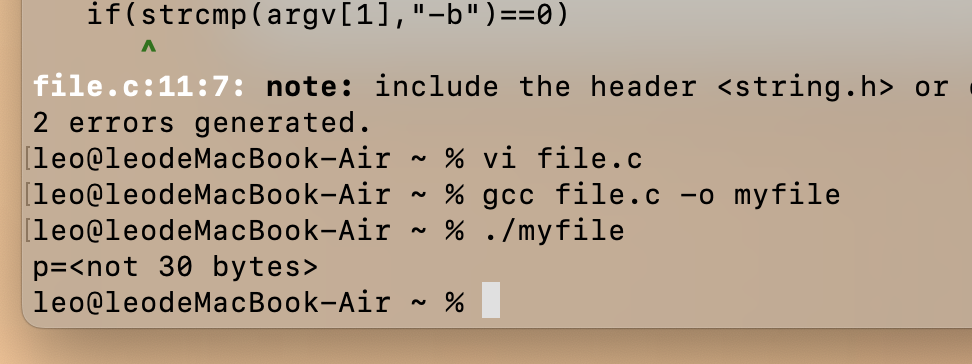 if(strcmp(argv[1],"-b")==0)
^
file.c:11:7: note: include the header <string.h> or
2 errors generated.
[leo@leodeMacBook-Air ~ % vi file.c
[leo@leodeMacBook-Air ~ % gcc file.c -o myfile
[leo@leodeMacBook-Air ~ % ./myfile
p=<not 30 bytes>
leo@leodeMacBook-Air ~ %